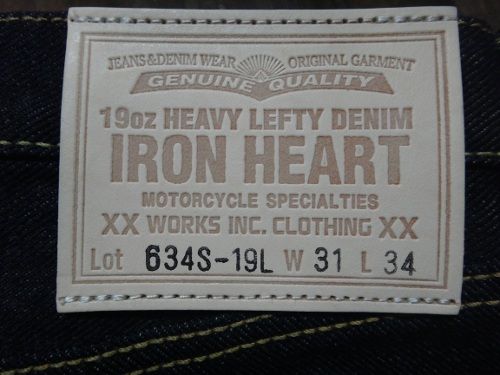 JEANS&DENIM WEAR ORIGINAL GARMENT
GENUINE QUALITY
19oz HEAVY LEFTY DENIM
IRON HEART
MOTORCYCLE SPECIALTIES
XX WORKS INC. CLOTHING XX
Lot 634S-19L W 31 L 34